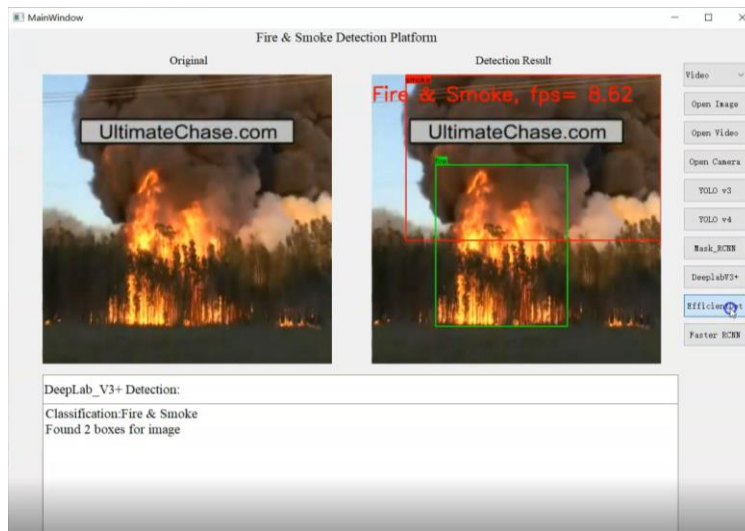 MainWindow
Fire & Smoke Detection Platform
Original
Detection Result
Video
Open Image
Open Video
Open Camera
YOLO v3
YOLO v4
Mask_RCNN
DeeplabV3+
Faster RCNN
UltimateChase.com
smoke
Fire & Smoke, fps= 8.62
UltimateChase.com
fire
DeepLab_V3+ Detection:
Classification:Fire & Smoke
Found 2 boxes for image